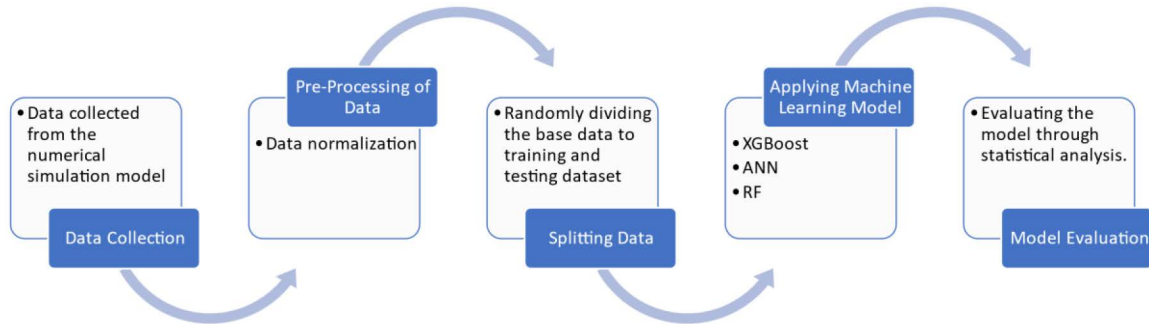 • Data collected
from the
numerical
simulation model
Data Collection
Pre-Processing of
Data
• Data normalization
• Randomly dividing
the base data to
training and
testing dataset
Splitting Data
Applying Machine
Learning Model
• XGBoost
• ANN
• RF
• Evaluating the
model through
statistical analysis.
Model Evaluation